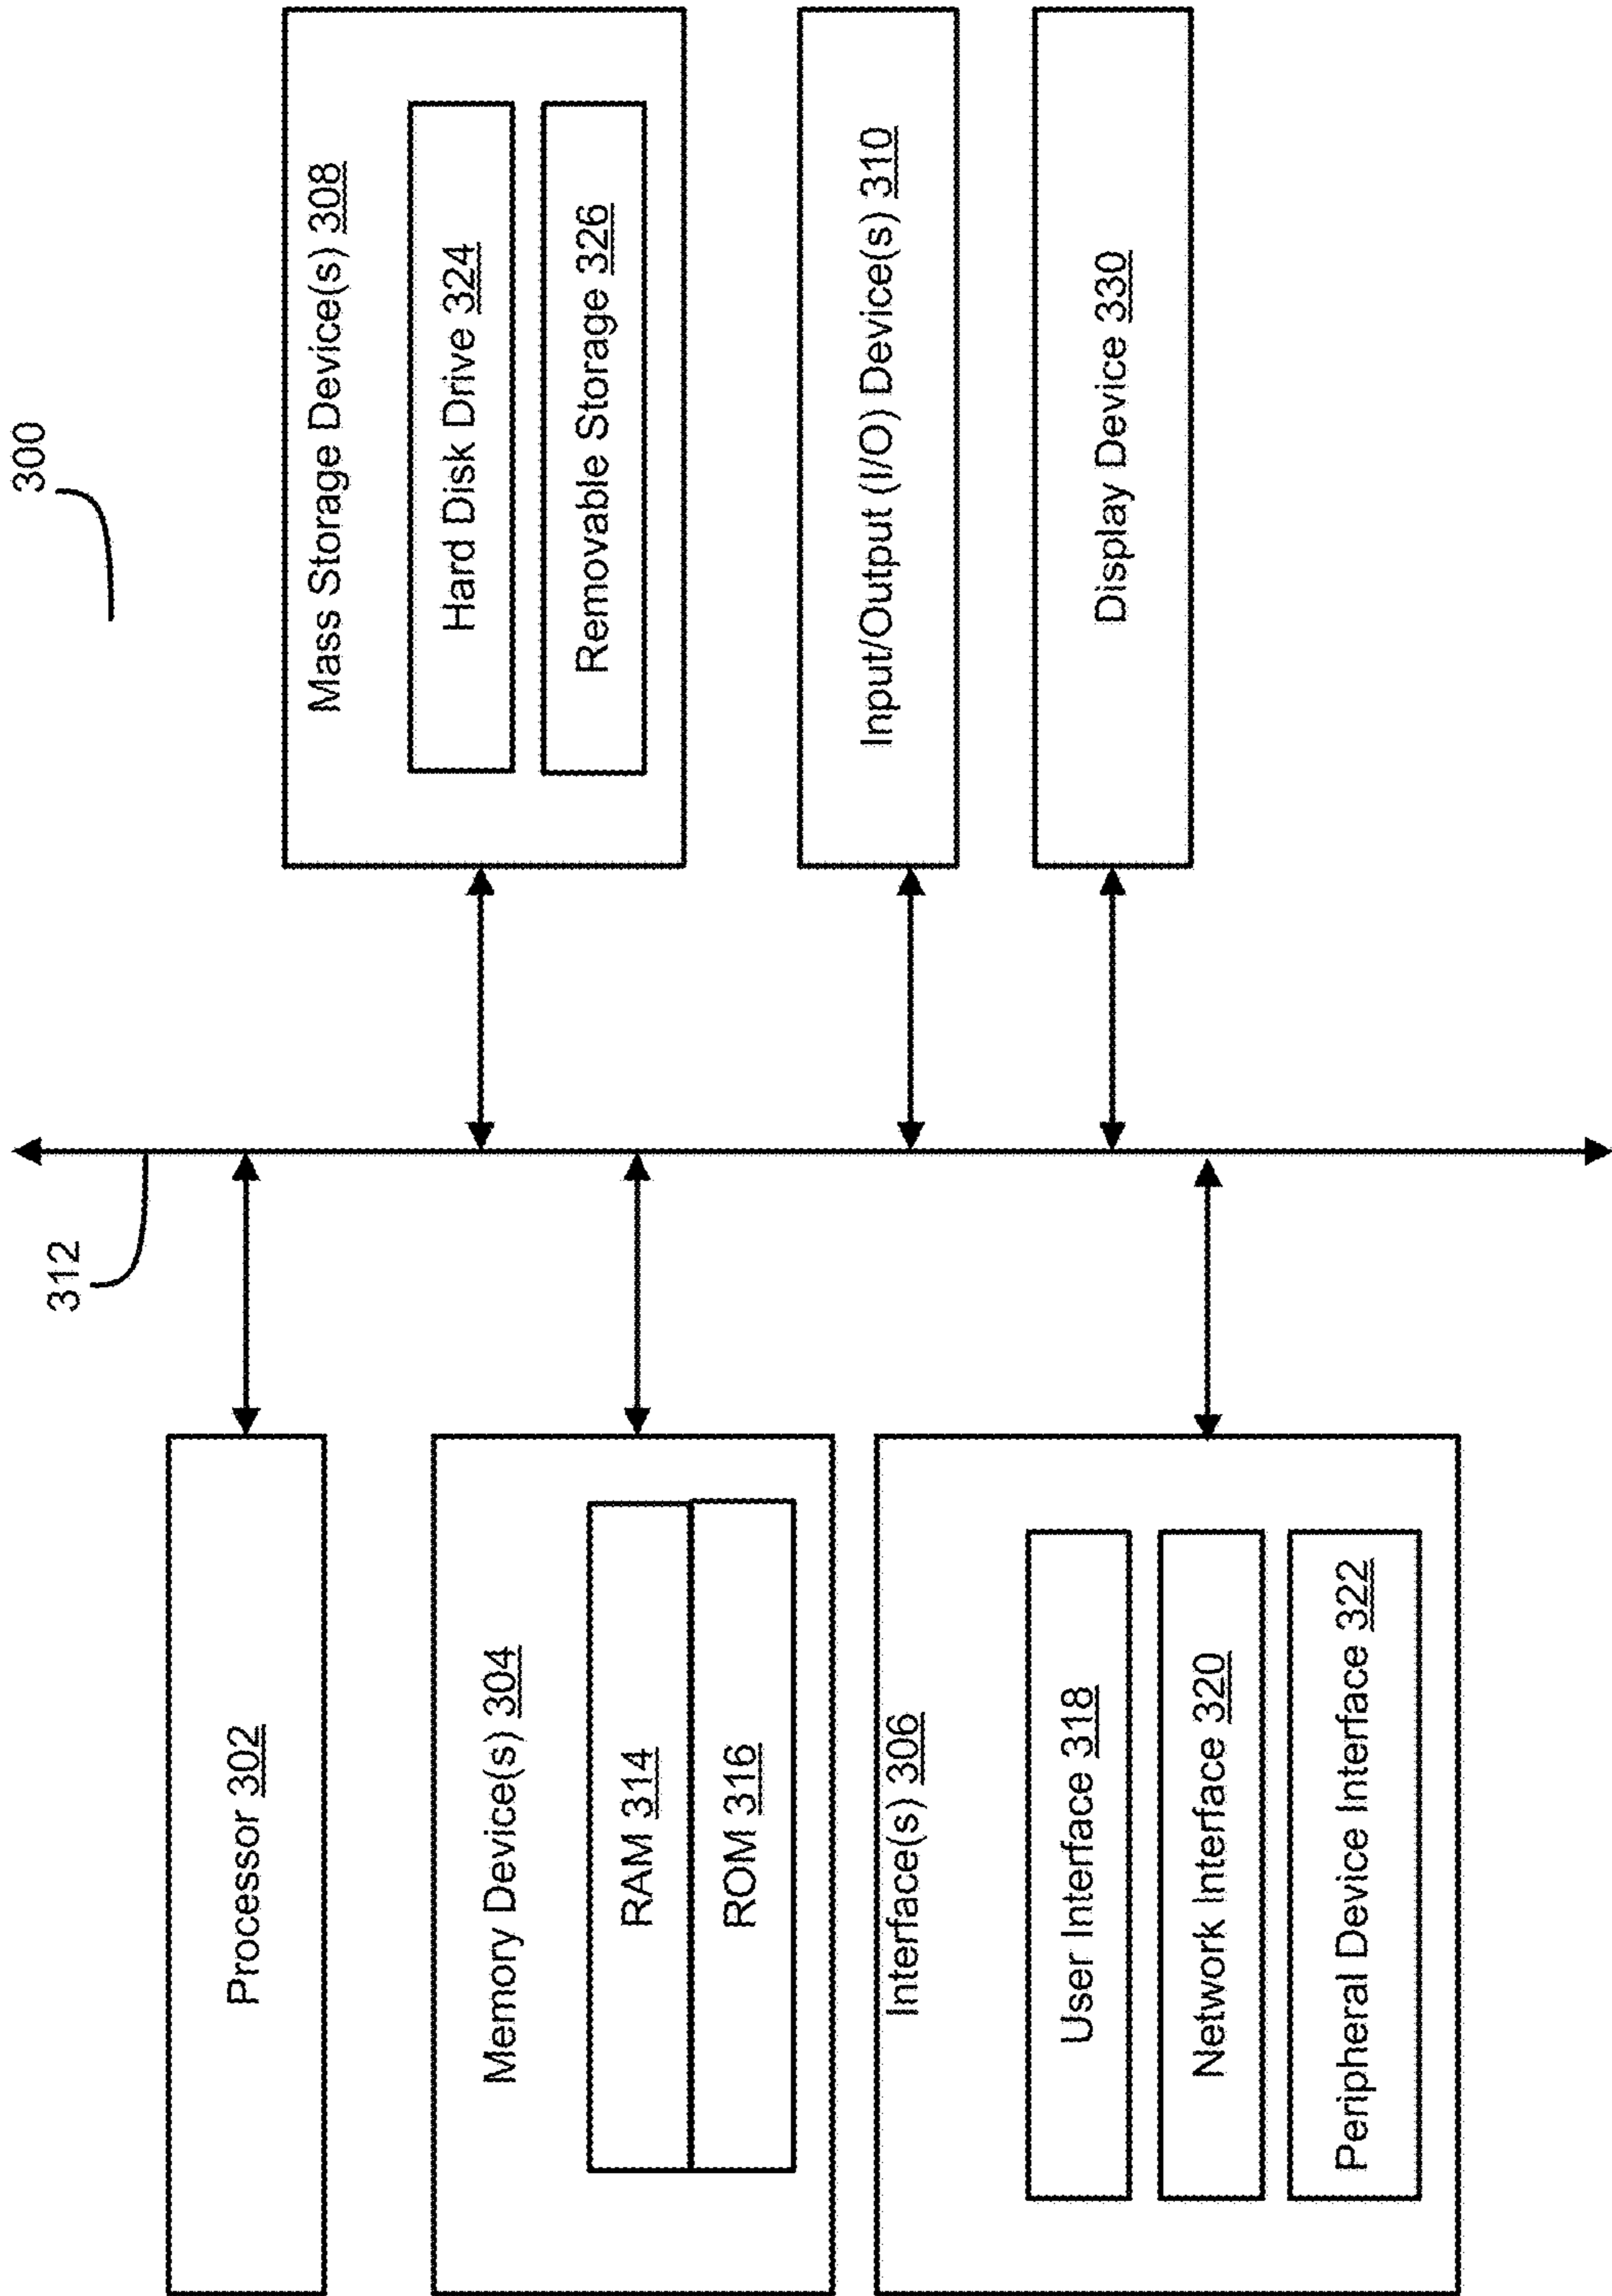 300
312
Processor 302
Memory Device(s) 304
RAM 314
ROM 316
Interface(s) 306
User Interface 318
Network Interface 320
Peripheral Device Interface 322
Mass Storage Device(s) 308
Hard Disk Drive 324
Removable Storage 326
Input/Output (I/O) Device(s) 310
Display Device 330